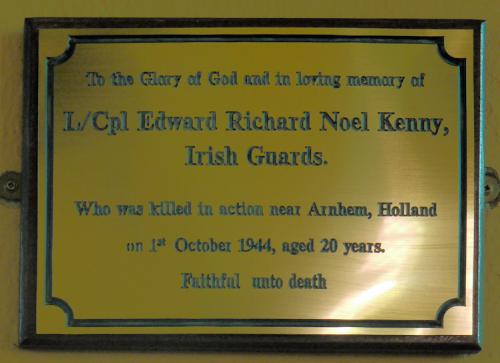 To the Glory of God and in loving memory of
L/Cpl Edward Richard Noel Kenny,
Irish Guards.
Who was killed in action near Arnhem, Holland
on 1st October 1944, aged 20 years.
Faithful unto death